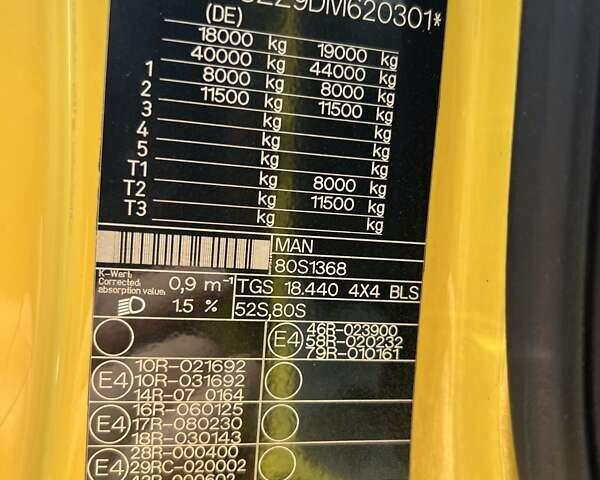 ZZ9DM620301*
(DE)
18000 kg 19000 kg
40000 kg 44000 kg
1 8000 kg 8000 kg
2 11500 kg 11500 kg
3 kg kg
4 kg kg
5 kg kg
T1 kg 8000 kg
T2 kg 11500 kg
T3 kg kg
MAN
80S1368
K-Wert,
Corrected
absorption value: 0,9 m⁻¹
TGS 18.440 4X4 BLS
1.5 %
52S,80S
E4 46R-023900
58R-020232
79R-010161
E4 10R-021692
10R-031692
14R-07 0164
E4 16R-060125
17R-080230
18R-030143
E4 28R-000400
29RC-020002
43R-000602